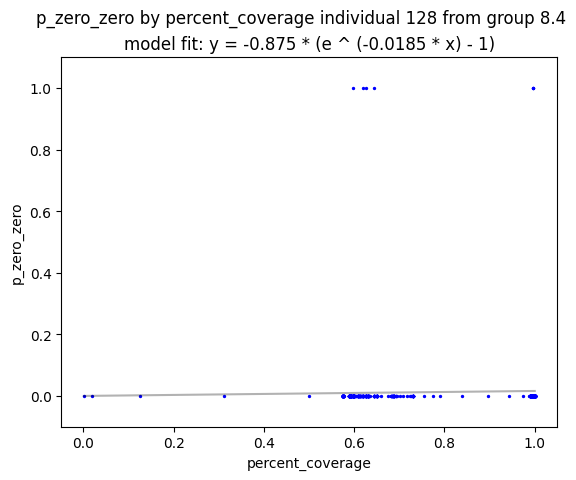 p_zero_zero by percent_coverage individual 128 from group 8.4
model fit: y = -0.875 * (e ^ (-0.0185 * x) - 1)
1.0
0.8
0.6
0.4
0.2
0.0
p_zero_zero
0.0 0.2 0.4 0.6 0.8 1.0
percent_coverage